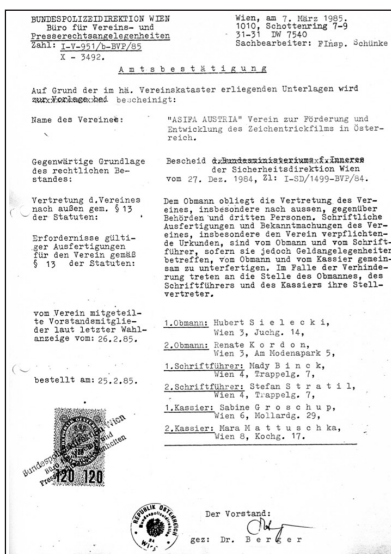 BUNDESPOLIZEIDIREKTION WIEN
Büro für Vereins- und
Presserechtsangelegenheiten
Zahl: I-V-951/b-BVP/85
X - 3492.
Wien, am 7. März 1985.
1010, Schottenring 7-9
31-31 IW 7540
Sachbearbeiter: FInsp. Schünke
Amtsbestätigung
Auf Grund der im hä. Vereinskataster erliegenden Unterlagen wird
zur Vorlage bei bescheinigt:
Name des Vereines:
"ASIFA AUSTRIA" Verein zur Förderung und
Entwicklung des Zeichentrickfilms in Öster-
reich.
Gegenwärtige Grundlage
des rechtlichen Be-
standes:
Bescheid d.Bundesministeriums f.Inneres
der Sicherheitsdirektion Wien
vom 27. Dez. 1984, Zl: I-SD/1499-BVP/84.
Vertretung d.Vereines
nach außen gem. § 13
der Statuten:
Erfordernisse gülti-
ger Ausfertigungen
für den Verein gemäß
§ 13 der Statuten:
Dem Obmann obliegt die Vertretung des Ver-
eines, insbesondere nach aussen, gegenüber
Behörden und dritten Personen. Schriftliche
Ausfertigungen und Bekanntmachungen des Ver-
eines, insbesondere den Verein verpflichten-
de Urkunden, sind vom Obmann und vom Schrift-
führer, sofern sie jedoch Geldangelegenheiten
betreffen, vom Obmann und vom Kassier gemein-
sam zu unterfertigen. Im Falle der Verhinde-
rung treten an die Stelle des Obmannes, des
Schriftführers und des Kassiers ihre Stell-
vertreter.
vom Verein mitgeteil-
te Vorstandsmitglie-
der laut letzter Wahl-
anzeige vom: 26.2.85.
bestellt am: 25.2.85.
1.Obmann: Hubert Sielecki,
Wien 3, Juchg. 14,
2.Obmann: Renate Kordon,
Wien 3, Am Modenapark 5,
1.Schriftführer: Mady Binck,
Wien 4, Trappelg. 7,
2.Schriftführer: Stefan Stratil,
Wien 4, Trappelg. 7,
1.Kassier: Sabine Groschup,
Wien 6, Mollardg. 29,
2.Kassier: Mara Mattuschka,
Wien 8, Kochg. 17.
Bundespolizeidirektion Wien
120 120
REPUBLIK ÖSTERREICH
Der Vorstand:
gez: Dr. Berger